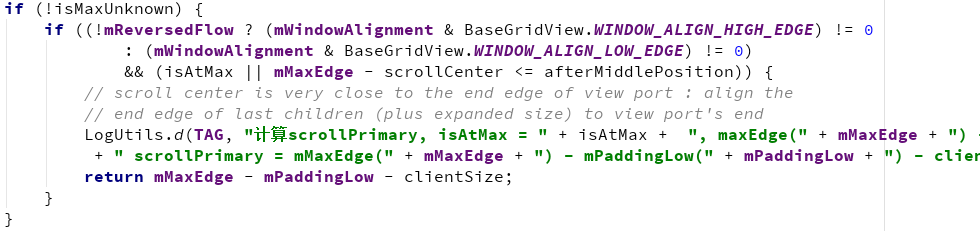 if (!isMaxUnknown) {
if ((!mReversedFlow ? (mWindowAlignment & BaseGridView.WINDOW_ALIGN_HIGH_EDGE) != 0
: (mWindowAlignment & BaseGridView.WINDOW_ALIGN_LOW_EDGE) != 0)
&& (isAtMax || mMaxEdge - scrollCenter <= afterMiddlePosition)) {
// scroll center is very close to the end edge of view port : align the
// end edge of last children (plus expanded size) to view port's end
LogUtils.d(TAG, "计算scrollPrimary, isAtMax = " + isAtMax +  ", maxEdge(" + mMaxEdge + ") -
+ " scrollPrimary = mMaxEdge(" + mMaxEdge + ") - mPaddingLow(" + mPaddingLow + ") - clien
return mMaxEdge - mPaddingLow - clientSize;
}
}